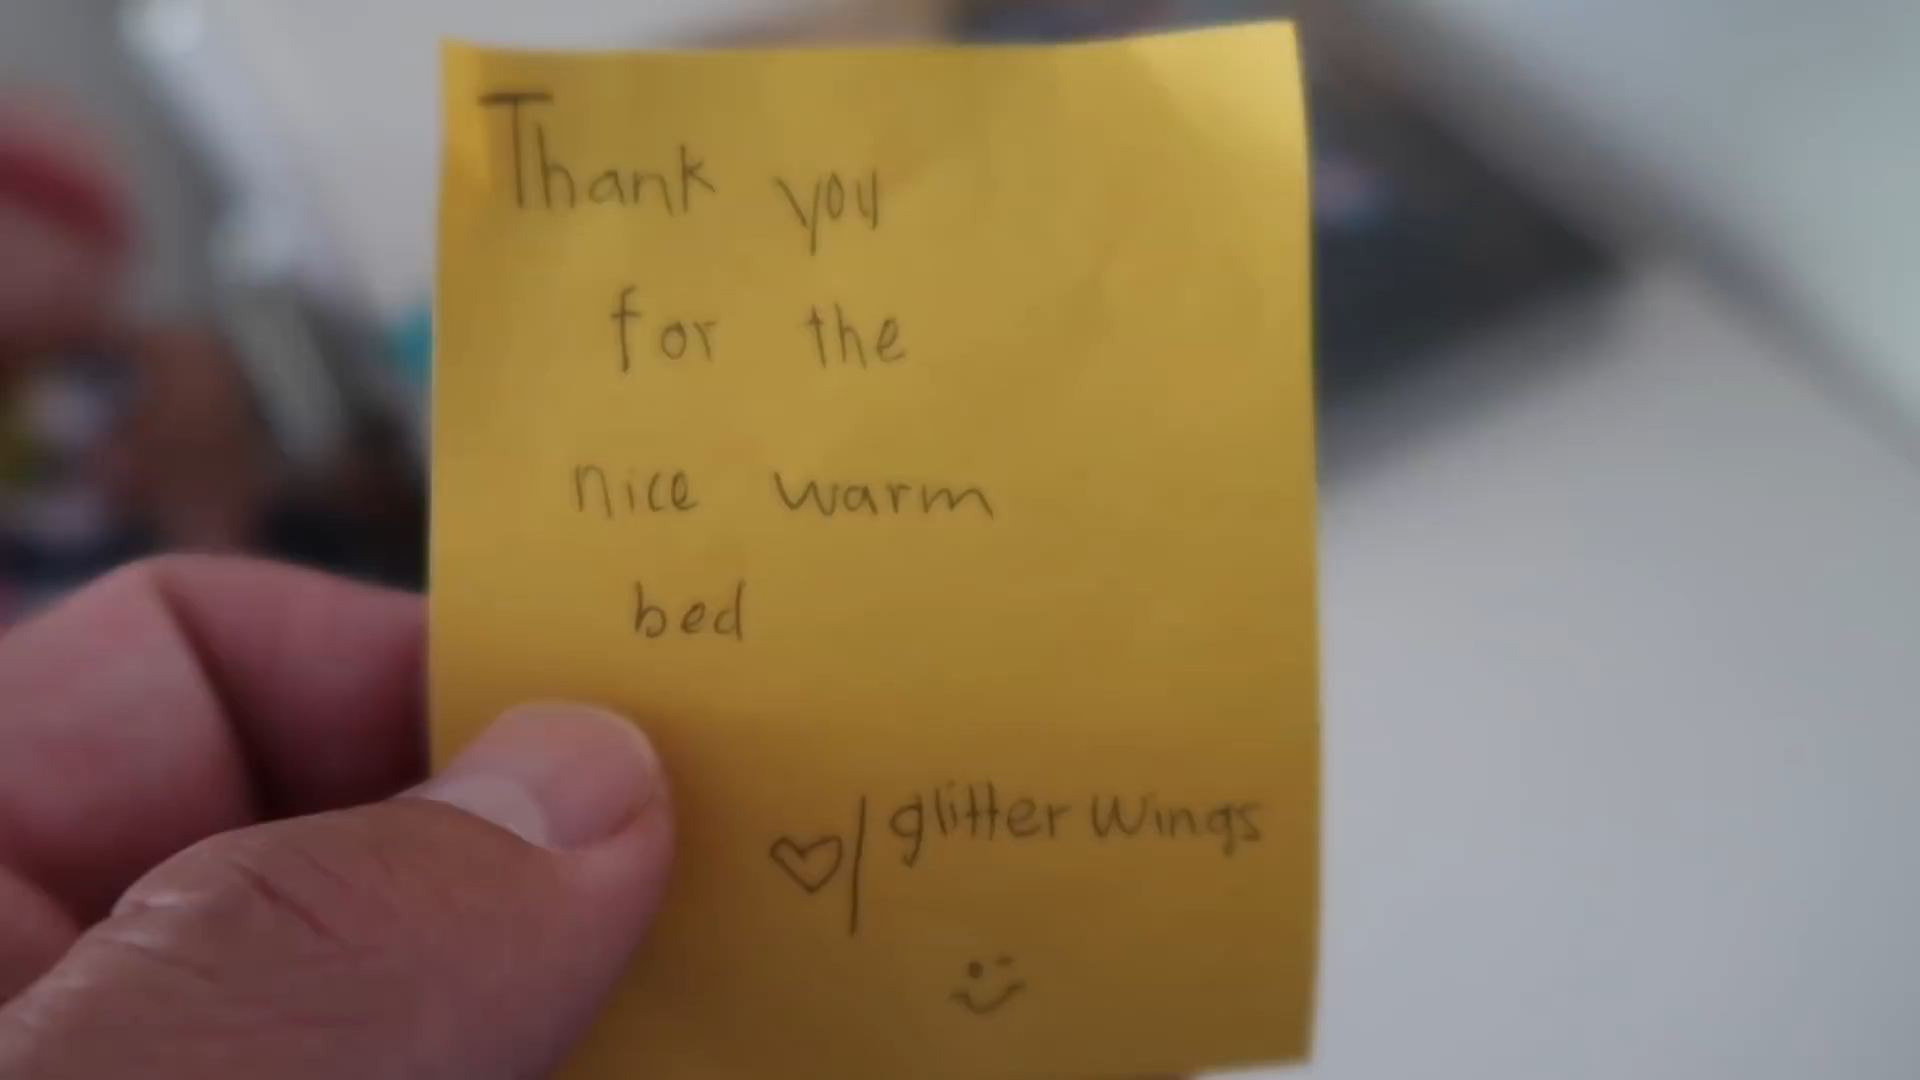 Thank you
for the
nice warm
bed
♡/glitter wings